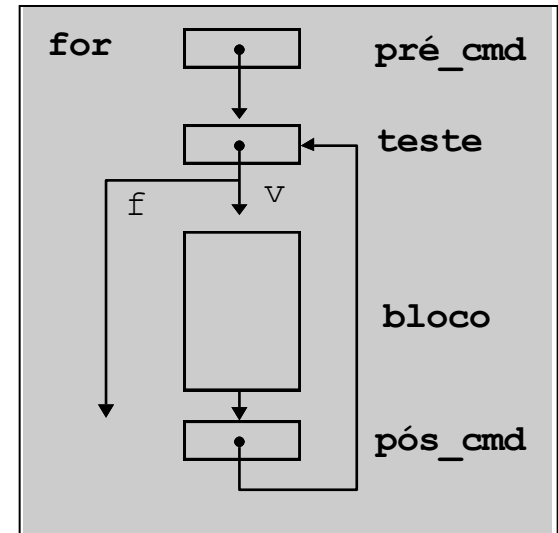 for
pré_cmd
teste
f
v
bloco
pós_cmd